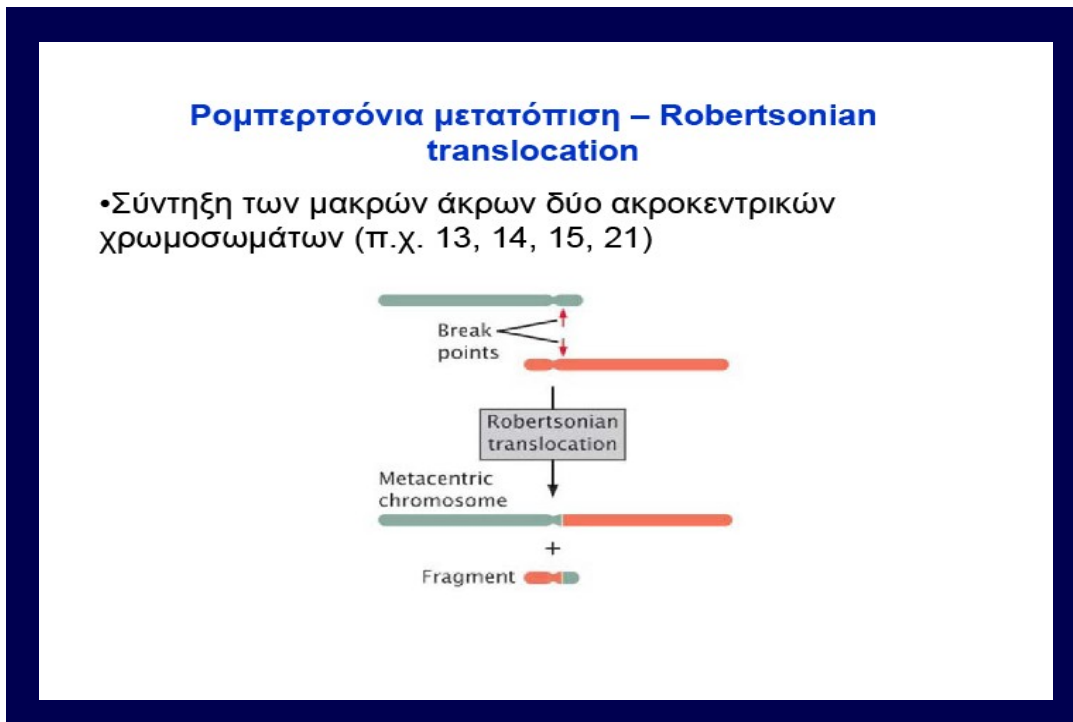 Ρομπερτσόνια μετατόπιση – Robertsonian
translocation
•Σύντηξη των μακρών άκρων δύο ακροκεντρικών
χρωμοσωμάτων (π.χ. 13, 14, 15, 21)
Break
points
Robertsonian
translocation
Metacentric
chromosome
+
Fragment